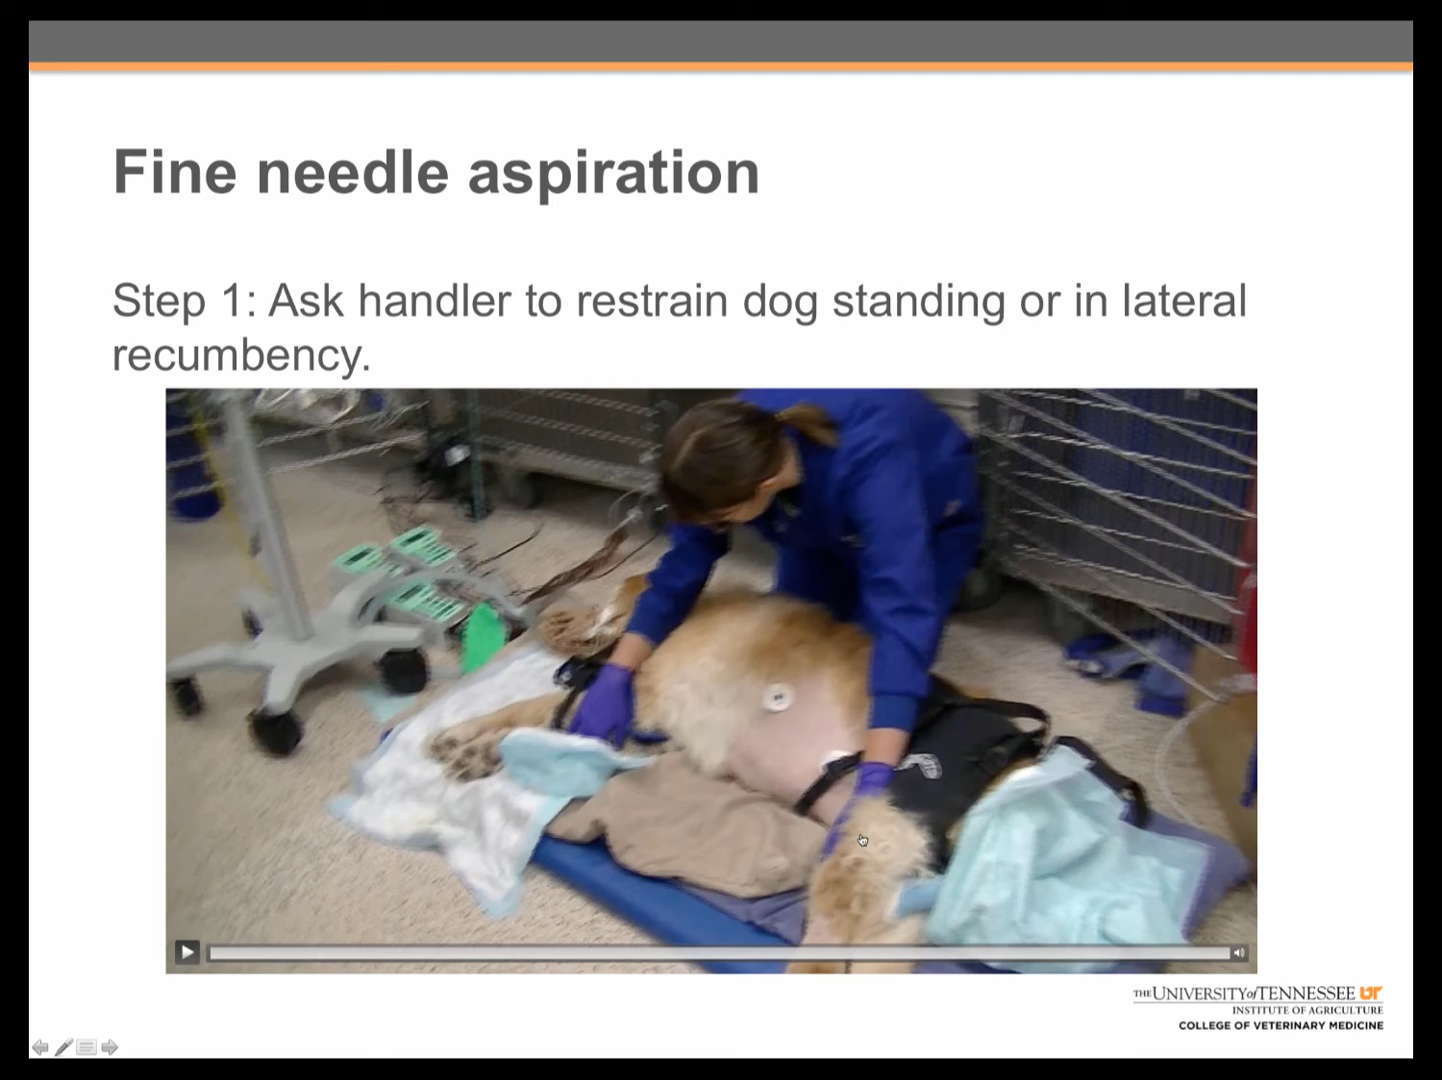 Fine needle aspiration
Step 1: Ask handler to restrain dog standing or in lateral
recumbency.
THE UNIVERSITY of TENNESSEE UT
INSTITUTE OF AGRICULTURE
COLLEGE OF VETERINARY MEDICINE